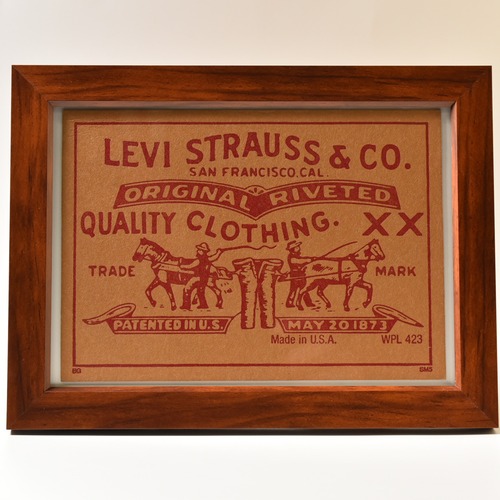 LEVI STRAUSS & CO.
SAN FRANCISCO, CAL.
ORIGINAL RIVETED
QUALITY CLOTHING. XX
TRADE MARK
PATENTED IN U.S. MAY 20 1873
Made in U.S.A. WPL 423
SMS